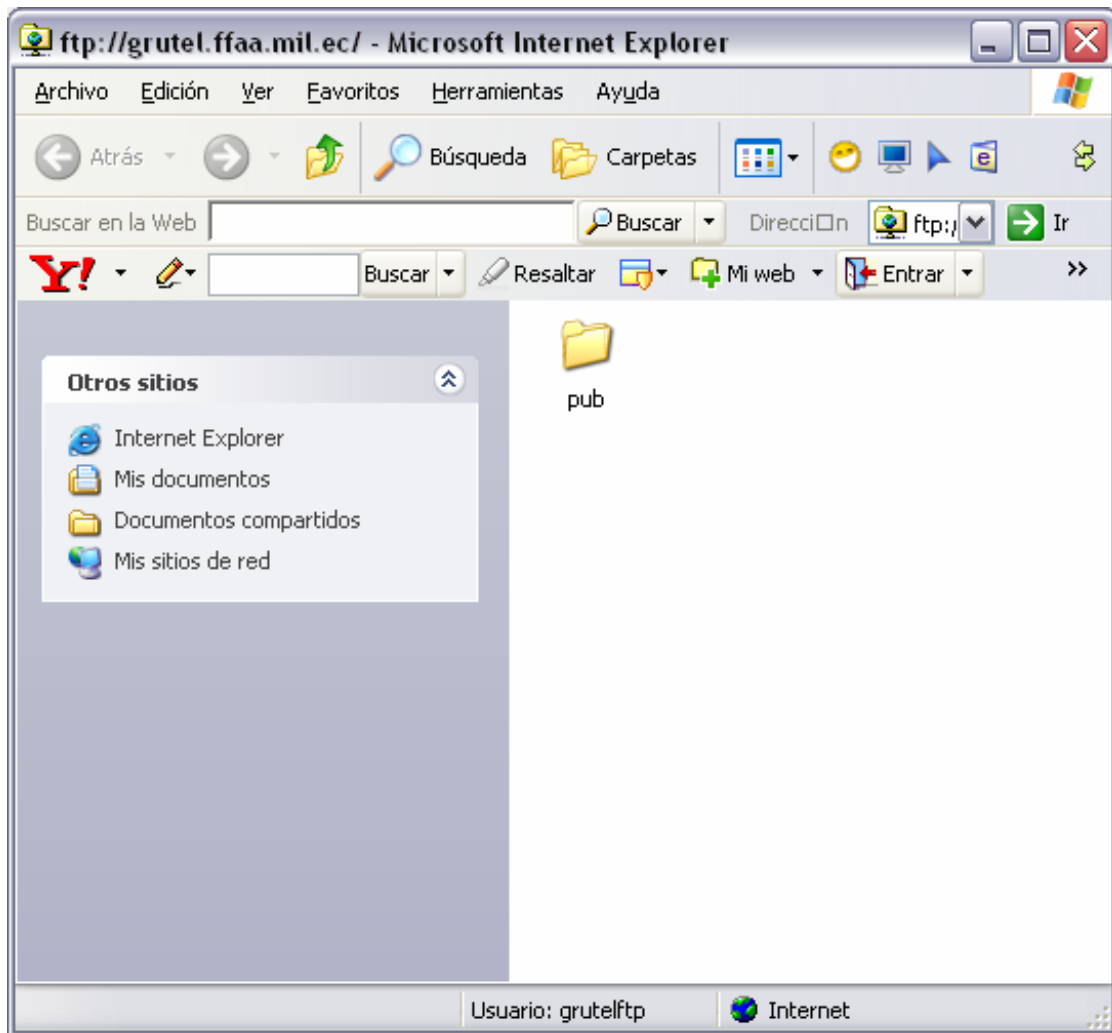 ftp://grutel.ffaa.mil.ec/ - Microsoft Internet Explorer
Archivo Edición Ver Favoritos Herramientas Ayuda
Atrás Búsqueda Carpetas
Buscar en la Web Buscar Direcci□n ftp:/ Ir
Y! Buscar Resaltar Mi web Entrar »
Otros sitios
Internet Explorer
Mis documentos
Documentos compartidos
Mis sitios de red
pub
Usuario: grutelftp Internet